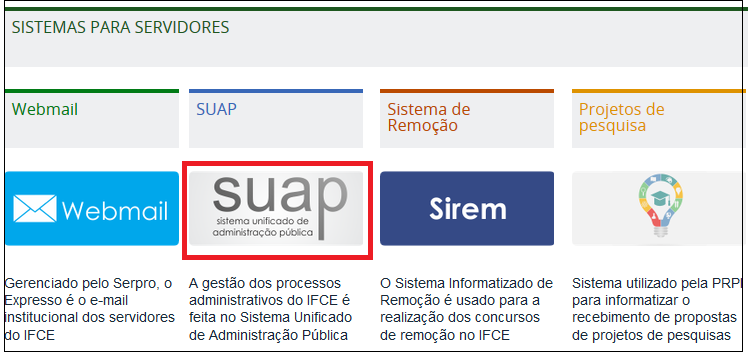 SISTEMAS PARA SERVIDORES
Webmail
SUAP
Sistema de
Remoção
Projetos de
pesquisa
Webmail
suap
sistema unificado de
administração pública
Sirem
Gerenciado pelo Serpro, o
Expresso é o e-mail
institucional dos servidores
do IFCE
A gestão dos processos
administrativos do IFCE é
feita no Sistema Unificado
de Administração Pública
O Sistema Informatizado de
Remoção é usado para a
realização dos concursos
de remoção no IFCE
Sistema utilizado pela PRPI
para informatizar o
recebimento de propostas
de projetos de pesquisas